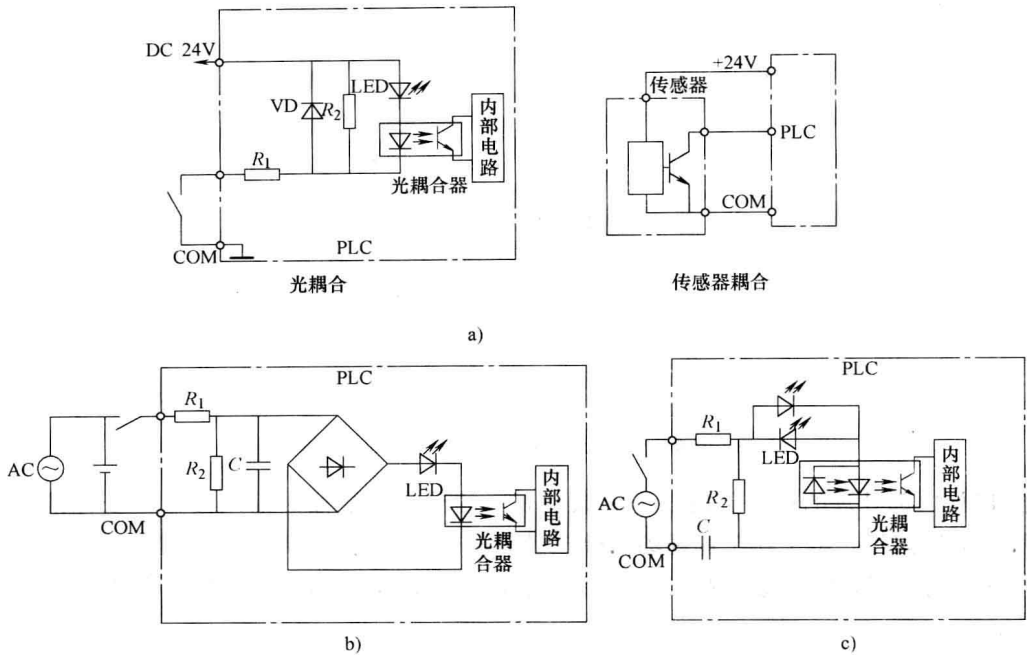 DC 24V
VD
R2
LED
R1
内部电路
光耦合器
COM
PLC
光耦合
+24V
传感器
PLC
COM
传感器耦合
a)
PLC
R1
AC
R2
C
LED
COM
内部电路
光耦合器
b)
PLC
R1
LED
AC
R2
C
COM
内部电路
光耦合器
c)